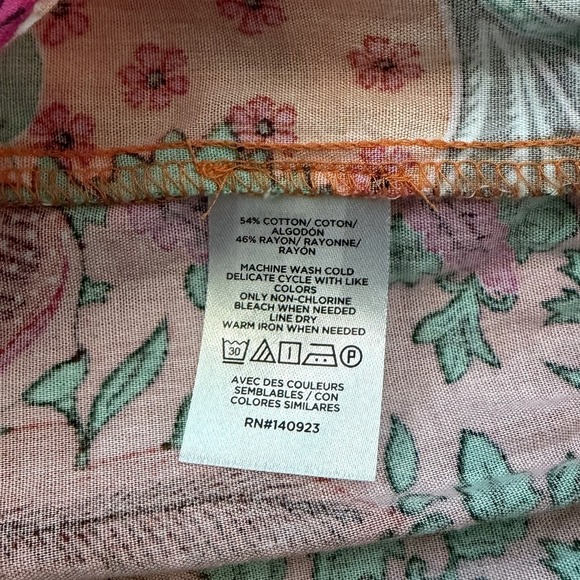 54% COTTON/ COTON/
ALGODÓN
46% RAYON/ RAYONNE/
RAYÓN
MACHINE WASH COLD
DELICATE CYCLE WITH LIKE
COLORS
ONLY NON-CHLORINE
BLEACH WHEN NEEDED
LINE DRY
WARM IRON WHEN NEEDED
30 P
AVEC DES COULEURS
SEMBLABLES / CON
COLORES SIMILARES
RN#140923